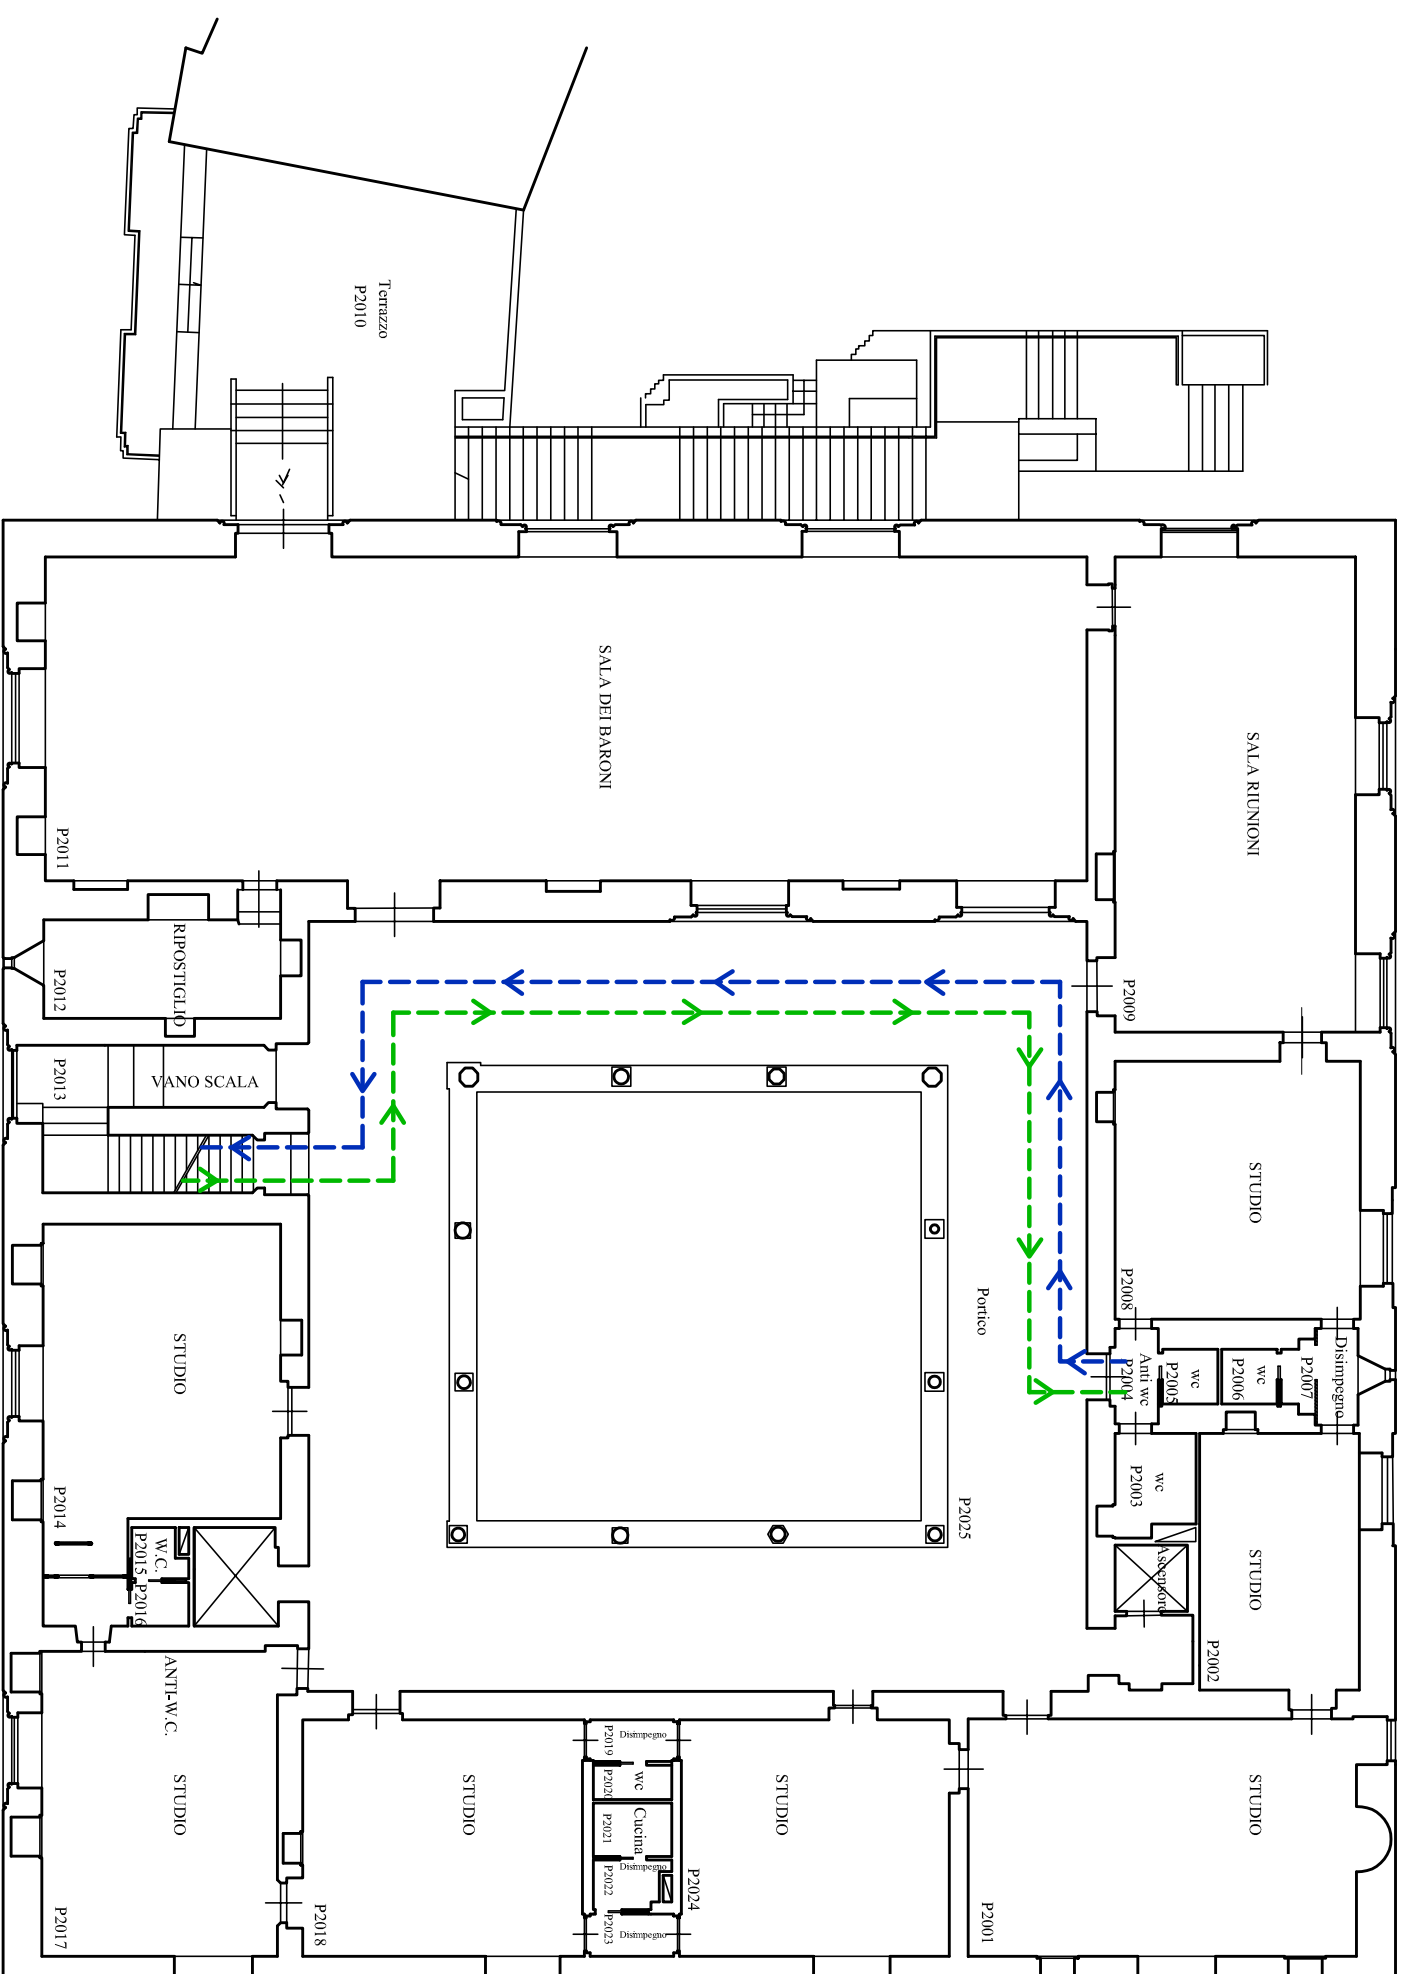 Terrazzo
P2010
SALA DEI BARONI
P2011
SALA RIUNIONI
P2009
RIPOSTIGLIO
P2012
P2013
VANO SCALA
STUDIO
P2008
Portico
P2025
Anti wc
P2004
wc
P2005
wc
P2006
P2007
Disimpegno
wc
P2003
Ascensore
STUDIO
P2002
STUDIO
P2014
W.C.
P2015
P2016
ANTI-W.C.
STUDIO
P2017
STUDIO
P2018
Disimpegno
P2019
wc
P2020
Cucina
P2021
Disimpegno
P2022
Disimpegno
P2023
STUDIO
P2024
STUDIO
P2001